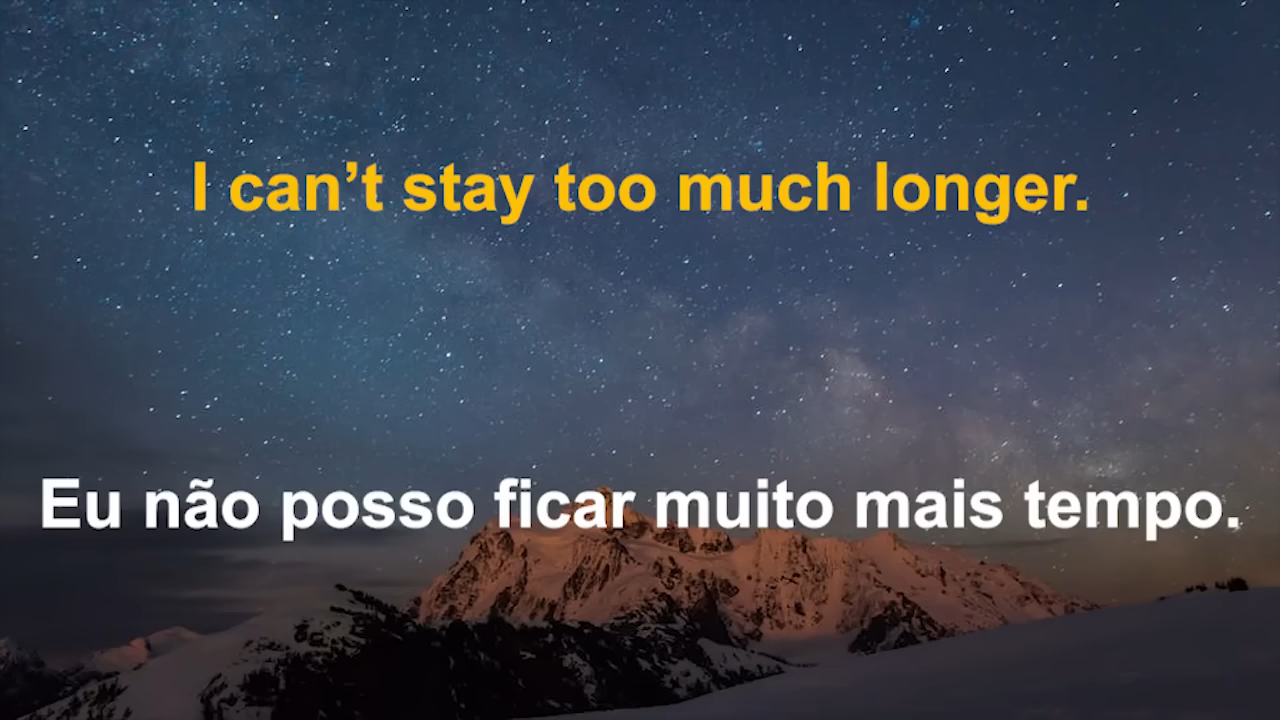 I can’t stay too much longer.
Eu não posso ficar muito mais tempo.